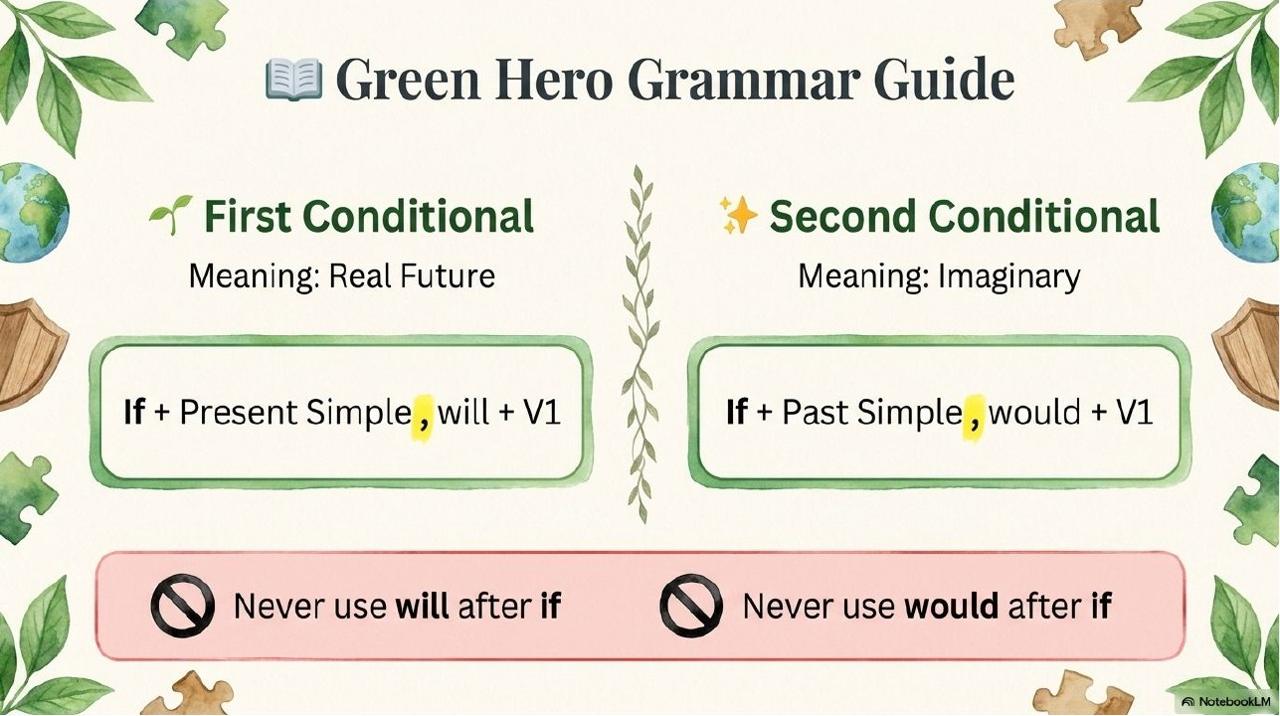 Green Hero Grammar Guide
First Conditional
Meaning: Real Future
If + Present Simple , will + V1
Second Conditional
Meaning: Imaginary
If + Past Simple , would + V1
Never use will after if
Never use would after if
NotebookLM